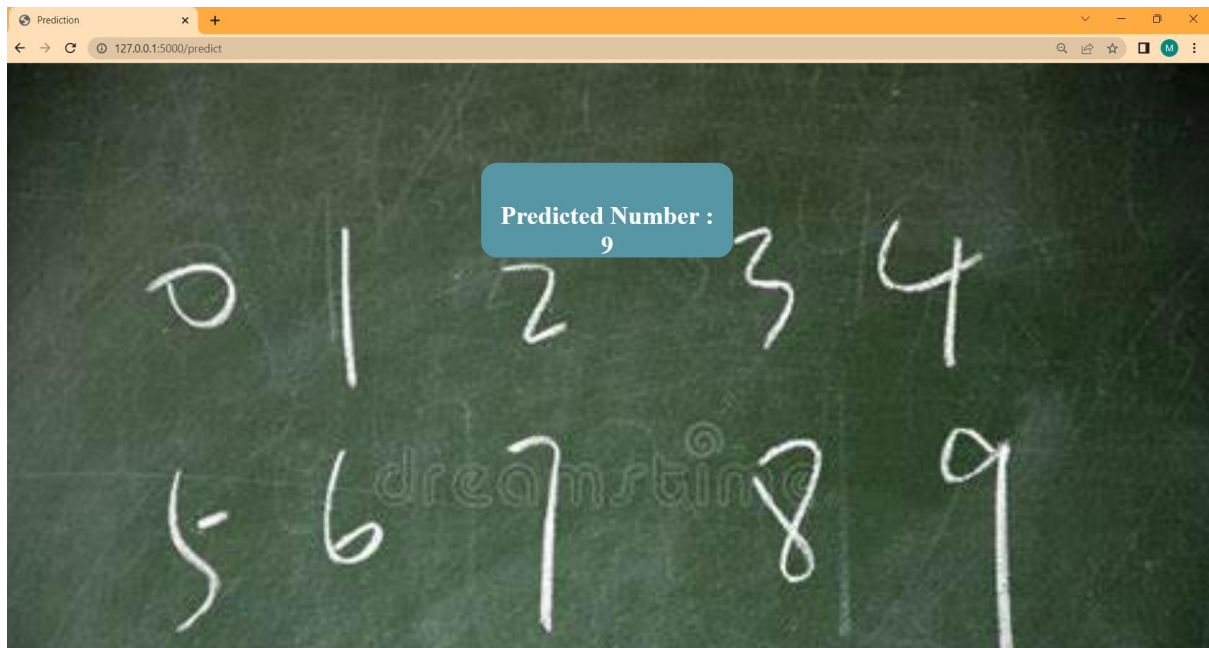 Prediction
127.0.0.1:5000/predict
M
Predicted Number :
9
0 1 2 3 4
5 6 7 8 9
dreamstime